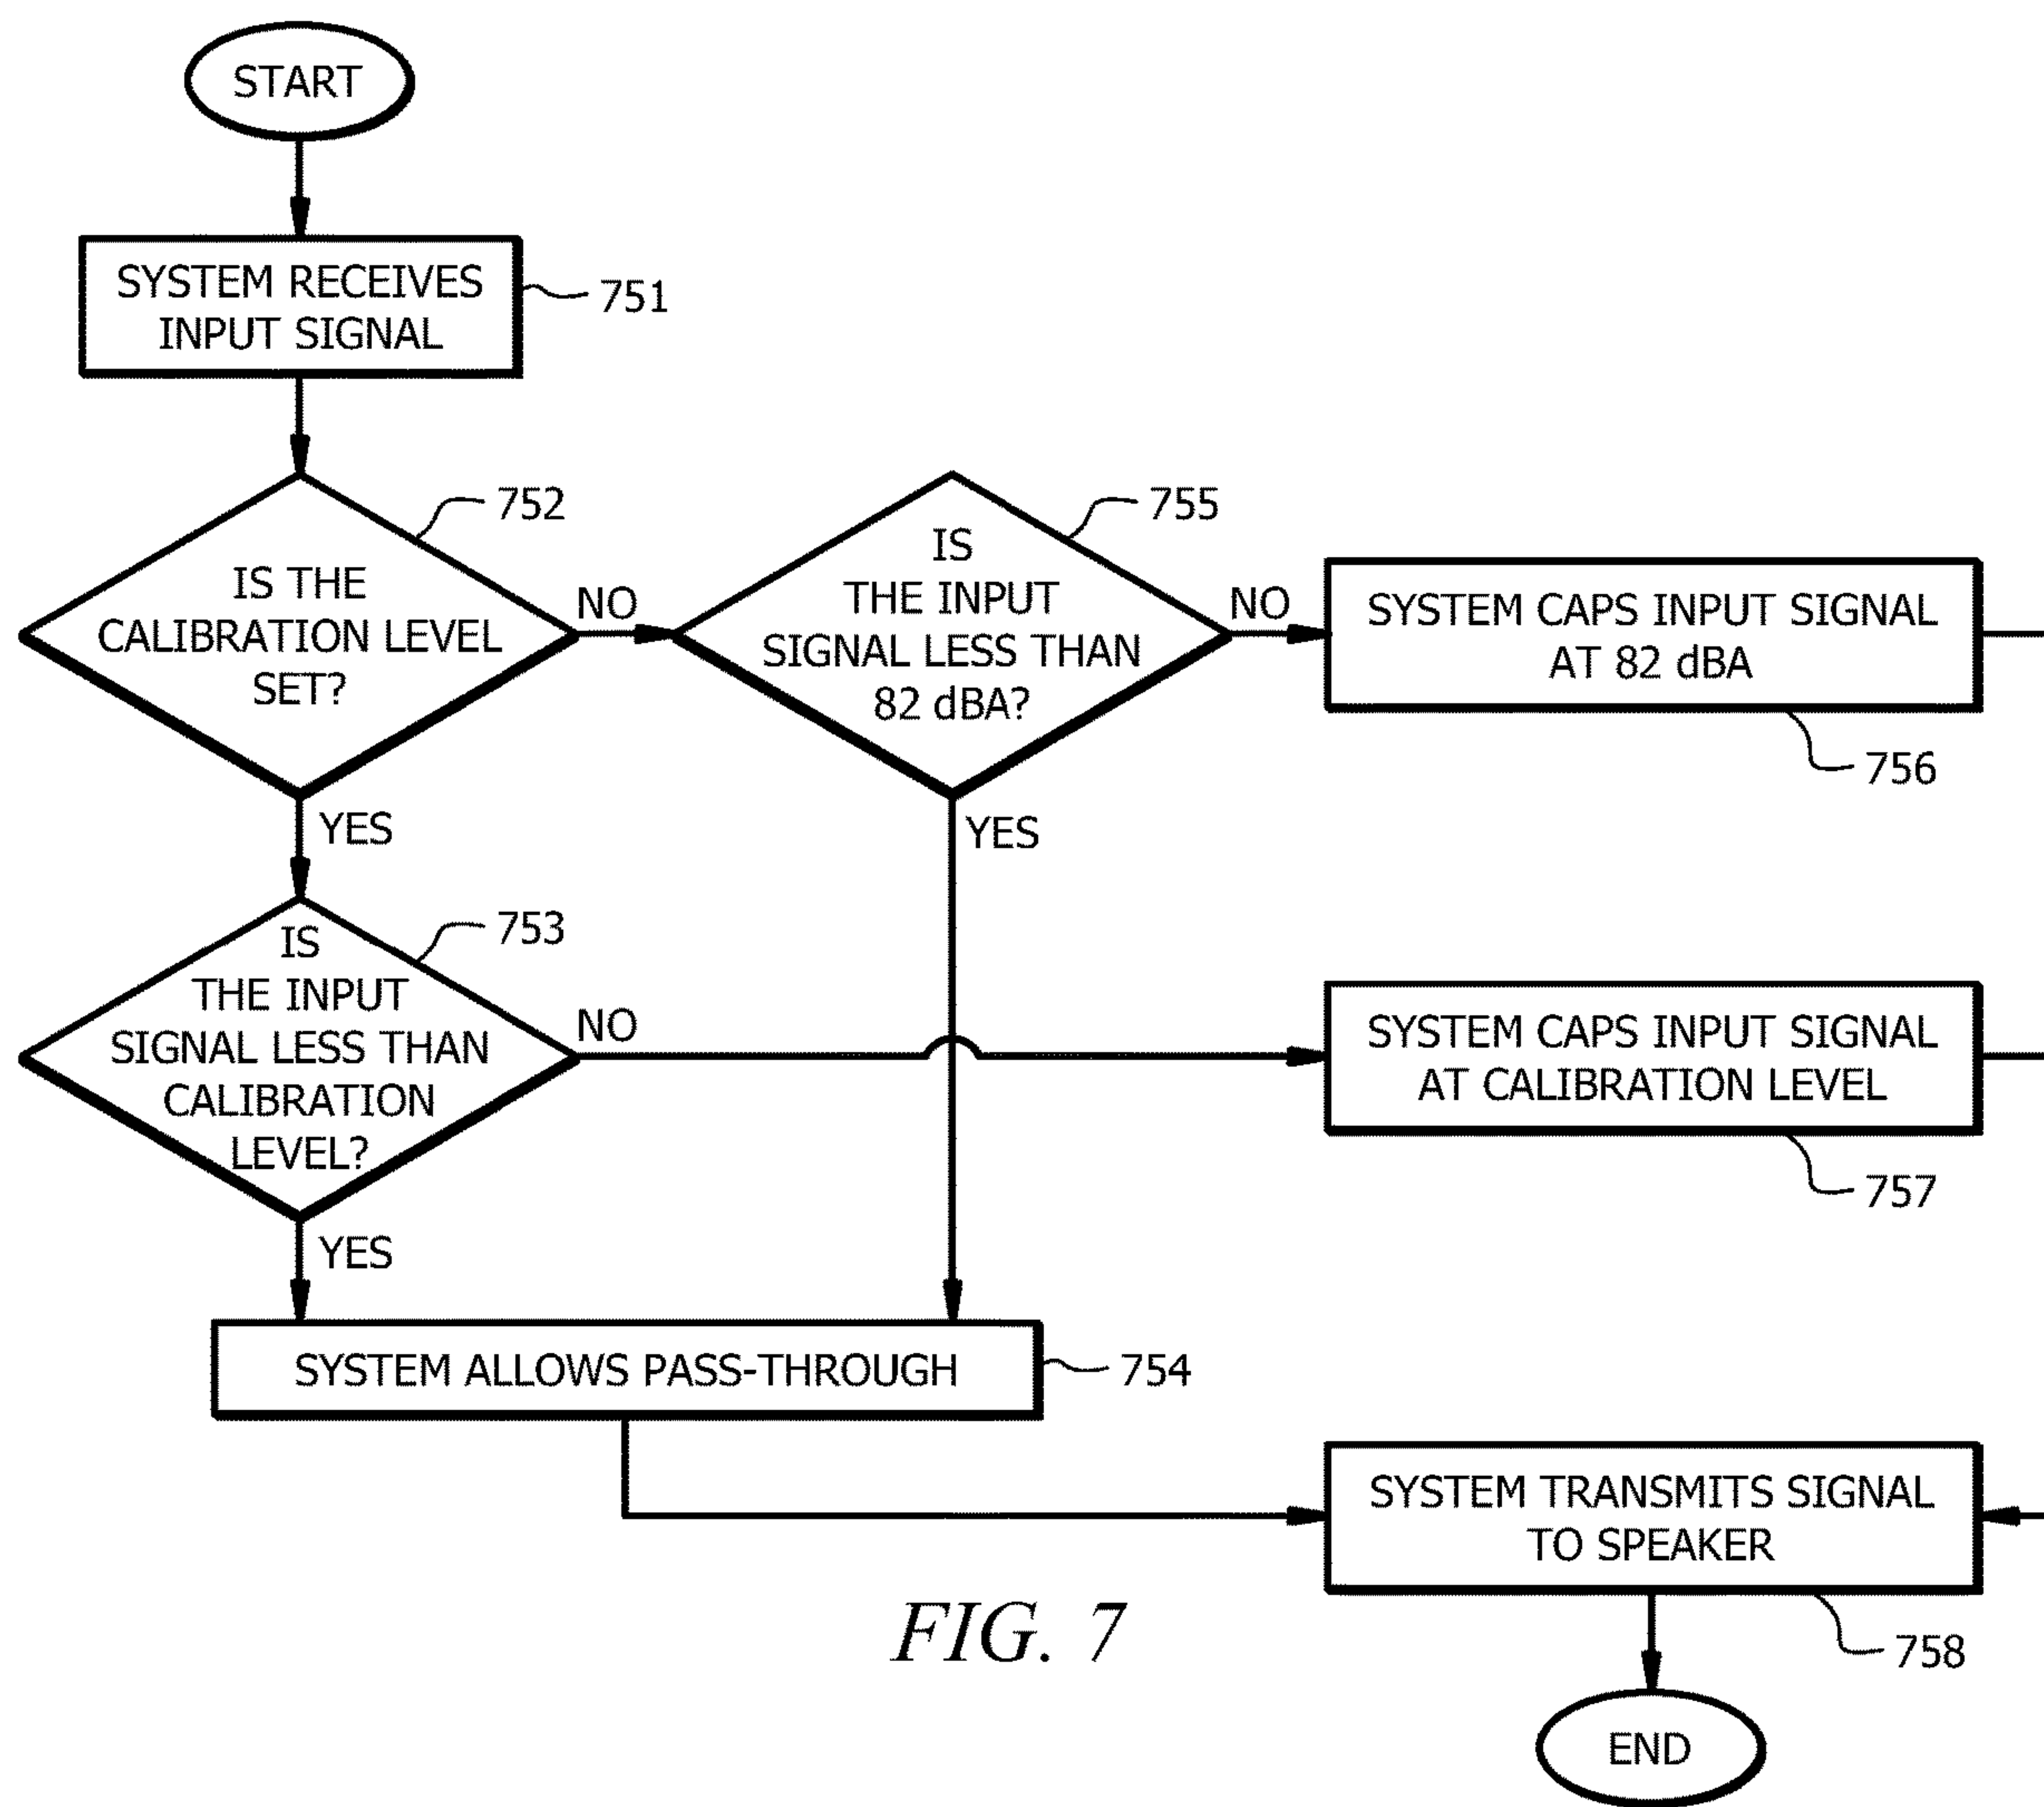 START
SYSTEM RECEIVES
INPUT SIGNAL
751
752
IS THE
CALIBRATION LEVEL
SET?
NO
YES
755
IS
THE INPUT
SIGNAL LESS THAN
82 dBA?
NO
YES
SYSTEM CAPS INPUT SIGNAL
AT 82 dBA
756
753
IS
THE INPUT
SIGNAL LESS THAN
CALIBRATION
LEVEL?
NO
YES
SYSTEM CAPS INPUT SIGNAL
AT CALIBRATION LEVEL
757
SYSTEM ALLOWS PASS-THROUGH
754
SYSTEM TRANSMITS SIGNAL
TO SPEAKER
758
FIG. 7
END